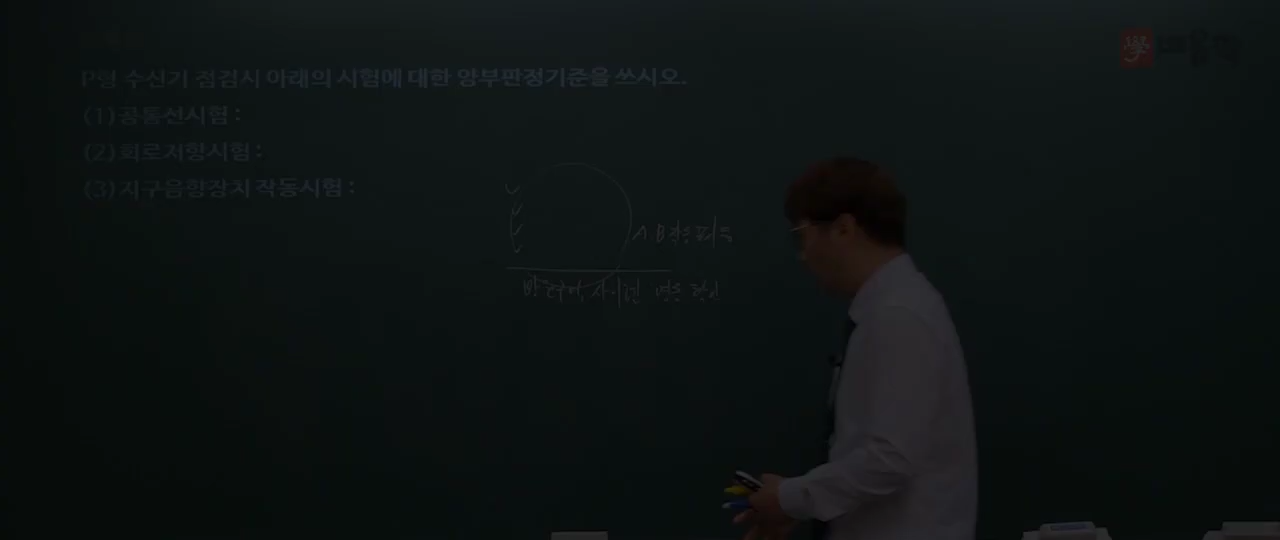 P형 수신기 점검시 아래의 시험에 대한 양부판정기준을 쓰시오.
(1) 공통선시험 :
(2) 회로저항시험 :
(3) 지구음향장치 작동시험 :
A, B
확인